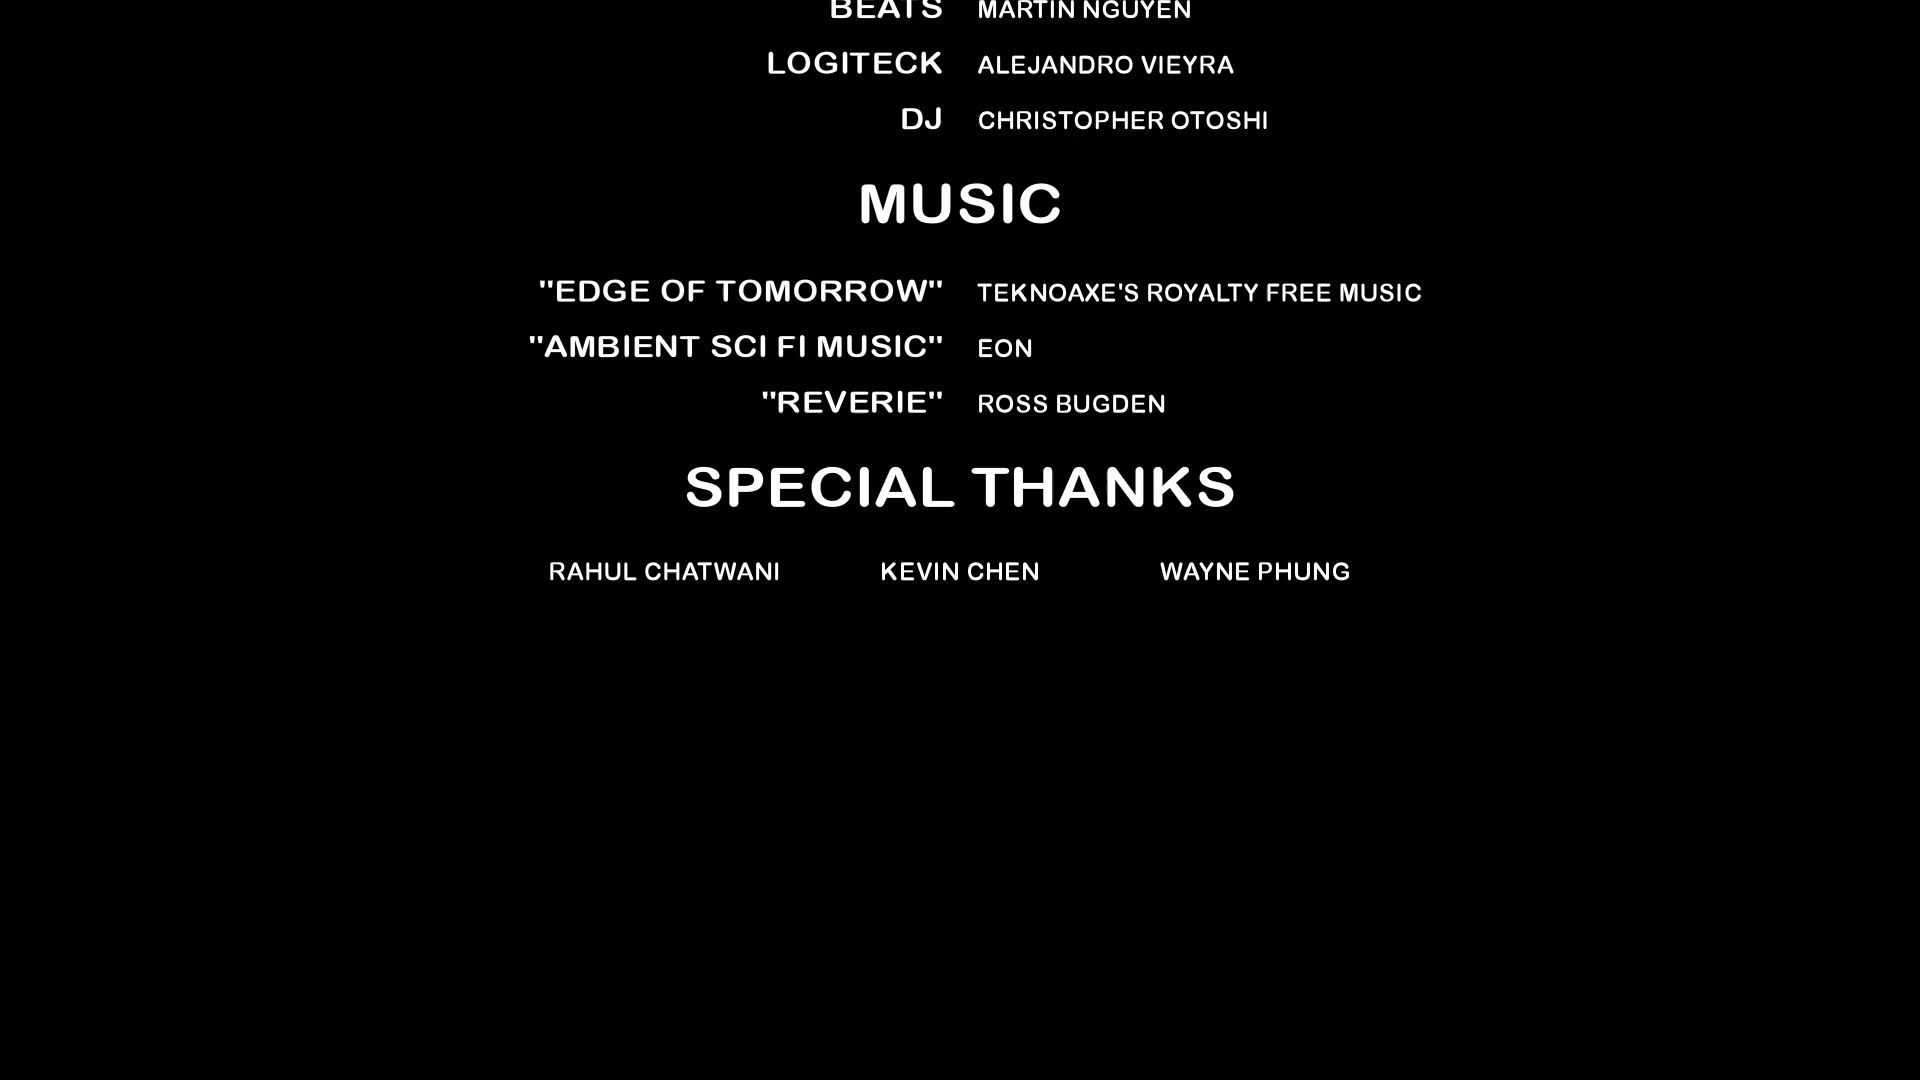 BEATS MARTIN NGUYEN
LOGITECK ALEJANDRO VIEYRA
DJ CHRISTOPHER OTOSHI
MUSIC
"EDGE OF TOMORROW" TEKNOAXE'S ROYALTY FREE MUSIC
"AMBIENT SCI FI MUSIC" EON
"REVERIE" ROSS BUGDEN
SPECIAL THANKS
RAHUL CHATWANI KEVIN CHEN WAYNE PHUNG